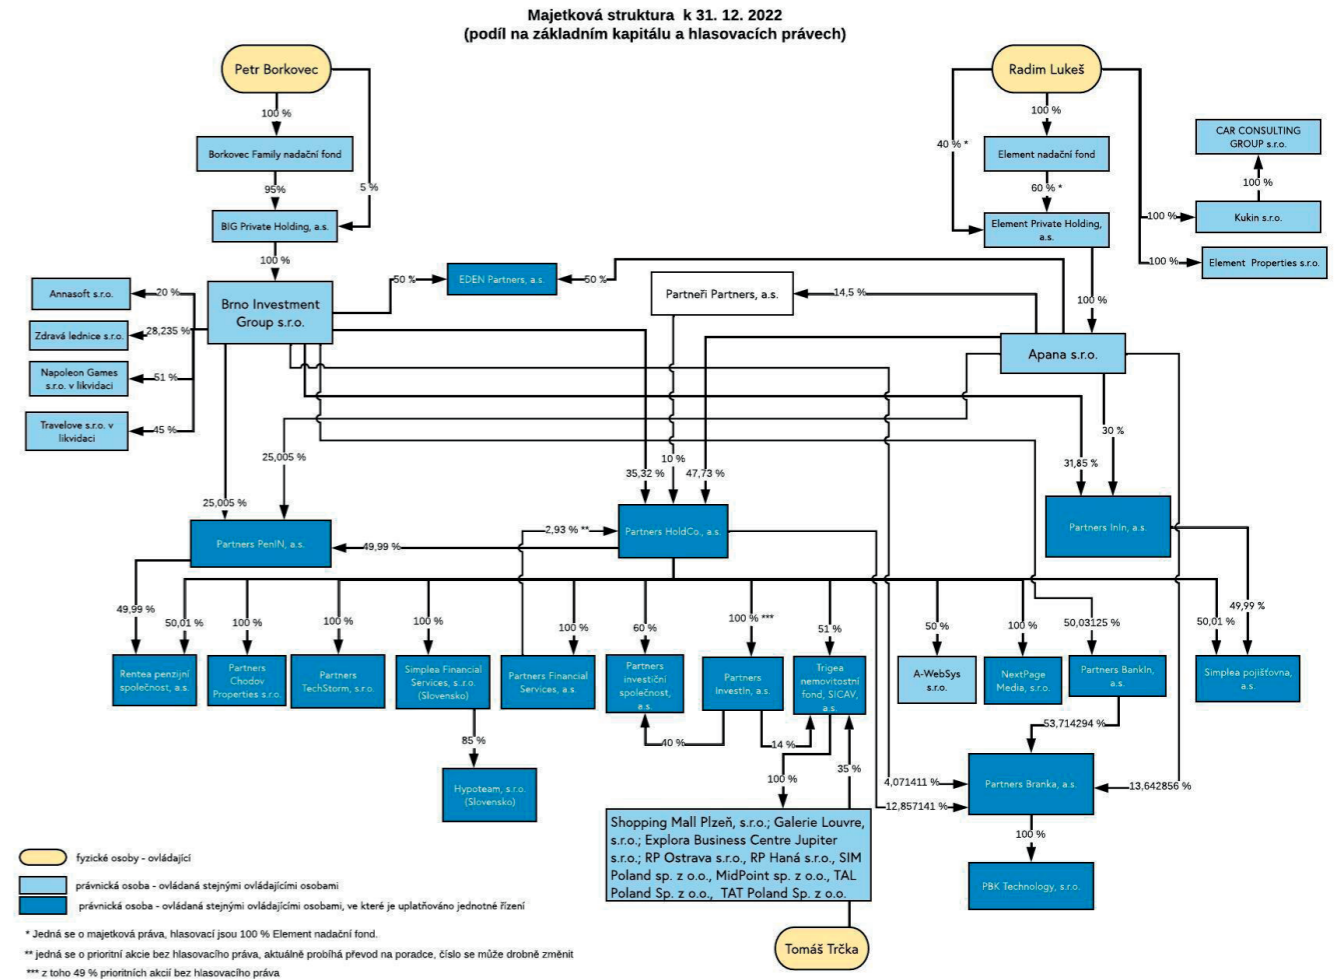 Majetková struktura  k 31. 12. 2022
(podíl na základním kapitálu a hlasovacích právech)
Petr Borkovec
Radim Lukeš
100 %
5 %
100 %
40 % *
Borkovec Family nadační fond
Element nadační fond
CAR CONSULTING
GROUP s.r.o.
95%
60 % *
100 %
BIG Private Holding, a.s.
Element Private Holding,
a.s.
100 %
Kukin s.r.o.
100 %
Element  Properties s.r.o.
100 %
50 %
EDEN Partners, a.s.
50 %
Partneři Partners, a.s.
14,5 %
100 %
Annasoft s.r.o.
20 %
Brno Investment
Group s.r.o.
Zdravá lednice s.r.o.
28,235 %
Apana s.r.o.
Napoleon Games
s.r.o. v likvidaci
51 %
Travelove s.r.o. v
likvidaci
45 %
25,005 %
25,005 %
35,32 %
10 %
47,73 %
31,85 %
30 %
Partners PenIN, a.s.
49,99 %
2,93 % **
Partners HoldCo., a.s.
Partners InIn, a.s.
49,99 %
50,01 %
100 %
100 %
100 %
100 %
60 %
100 % ***
51 %
50 %
100 %
50,03125 %
50,01 %
49,99 %
Rentea penzijní
společnost, a.s.
Partners
Chodov
Properties s.r.o.
Partners
TechStorm, s.r.o.
Simplea Financial
Services, s.r.o.
(Slovensko)
Partners Financial
Services, a.s.
Partners
investiční
společnost,
a.s.
Partners
InvestIn, a.s.
Trigea
nemovitostní
fond, SICAV,
a.s.
A-WebSys
s.r.o.
NextPage
Media, s.r.o.
Partners BankIn,
a.s.
Simplea pojišťovna,
a.s.
85 %
40 %
14 %
53,714294 %
Hypoteam, s.r.o.
(Slovensko)
100 %
35 %
4,071411 %
12,857141 %
Partners Branka, a.s.
13,642856 %
Shopping Mall Plzeň, s.r.o.; Galerie Louvre,
s.r.o.; Explora Business Centre Jupiter
s.r.o.; RP Ostrava s.r.o., RP Haná s.r.o., SIM
Poland sp. z o.o., MidPoint sp. z o.o., TAL
Poland Sp. z o.o.,  TAT Poland Sp. z o.o.
100 %
PBK Technology, s.r.o.
Tomáš Trčka
fyzické osoby - ovládající
právnická osoba - ovládaná stejnými ovládajícími osobami
právnická osoba - ovládaná stejnými ovládajícími osobami, ve které je uplatňováno jednotné řízení
* Jedná se o majetková práva, hlasovací jsou 100 % Element nadační fond.
** jedná se o prioritní akcie bez hlasovacího práva, aktuálně probíhá převod na poradce, číslo se může drobně změnit
*** z toho 49 % prioritních akcií bez hlasovacího práva